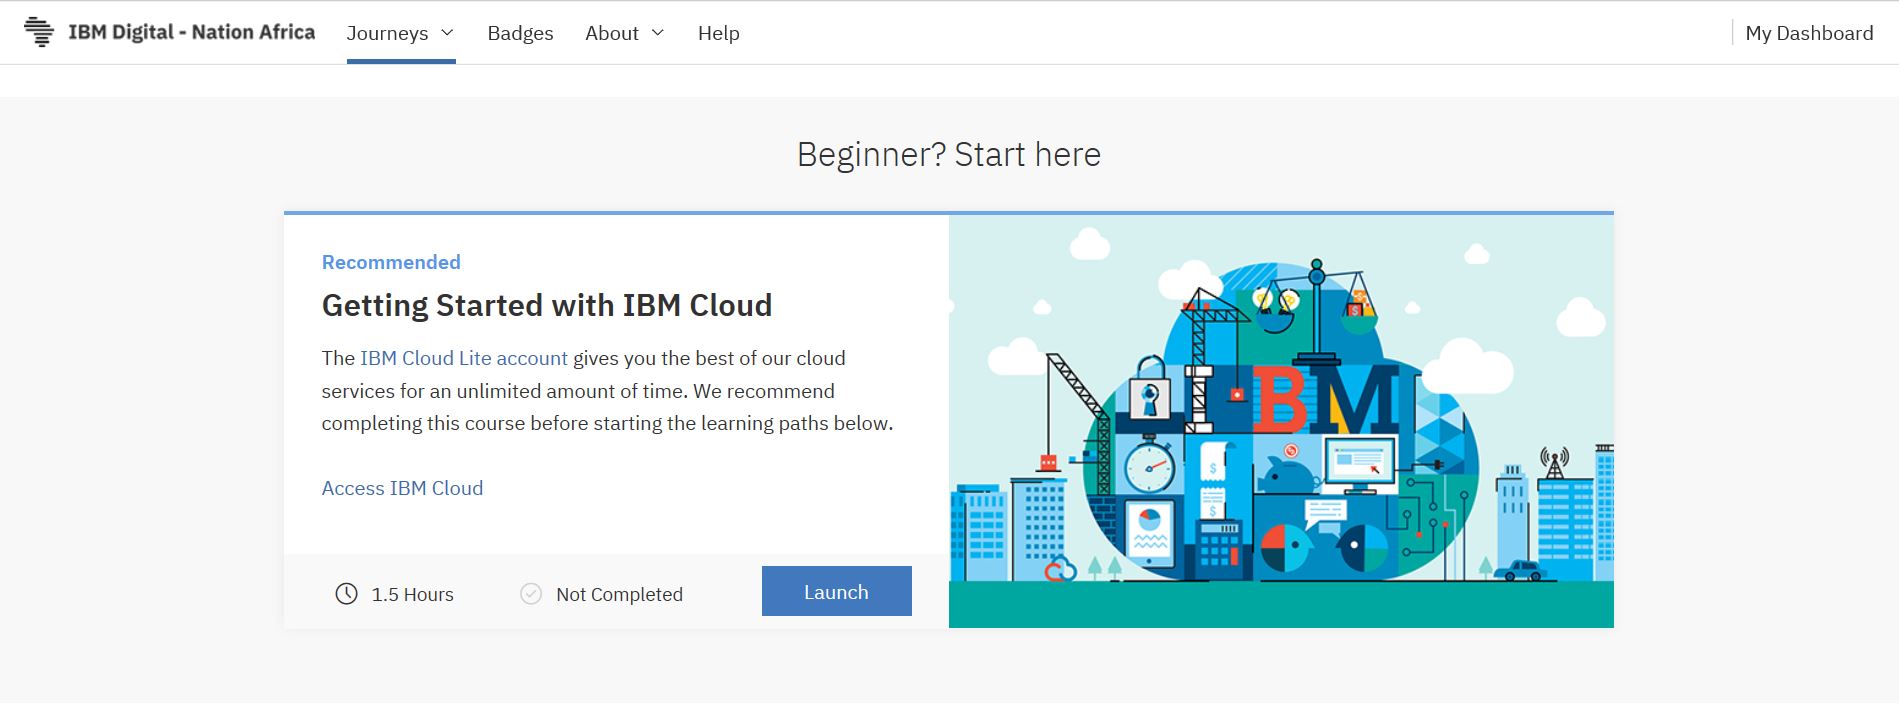 IBM Digital - Nation Africa
Journeys
Badges
About
Help
My Dashboard
Beginner? Start here
Recommended
Getting Started with IBM Cloud
The IBM Cloud Lite account gives you the best of our cloud
services for an unlimited amount of time. We recommend
completing this course before starting the learning paths below.
Access IBM Cloud
1.5 Hours
Not Completed
Launch
$
BM
$
$